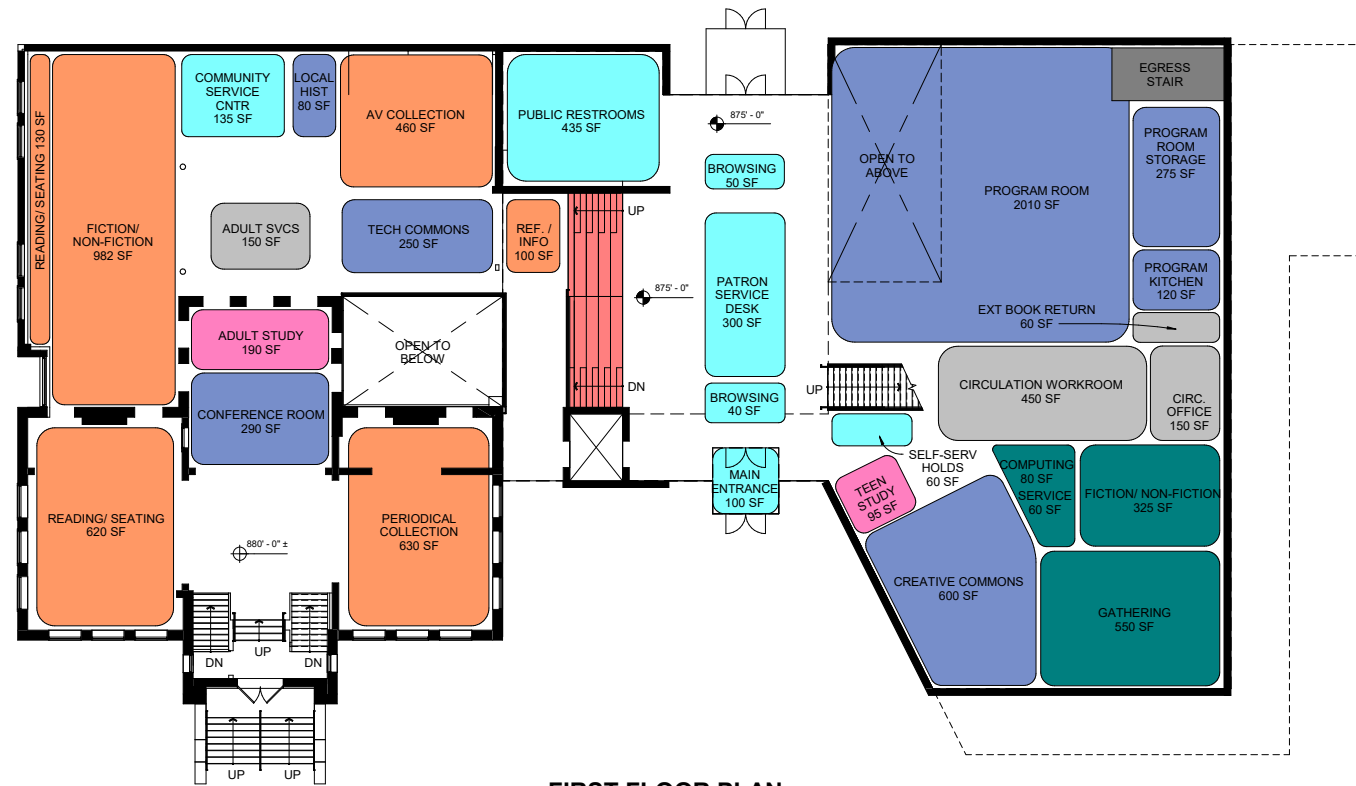 READING/ SEATING 130 SF
FICTION/
NON-FICTION
982 SF
COMMUNITY
SERVICE
CNTR
135 SF
LOCAL
HIST
80 SF
AV COLLECTION
460 SF
PUBLIC RESTROOMS
435 SF
875' - 0"
BROWSING
50 SF
OPEN TO
ABOVE
PROGRAM ROOM
2010 SF
EGRESS
STAIR
PROGRAM
ROOM
STORAGE
275 SF
ADULT SVCS
150 SF
TECH COMMONS
250 SF
REF. /
INFO
100 SF
UP
875' - 0"
PATRON
SERVICE
DESK
300 SF
PROGRAM
KITCHEN
120 SF
EXT BOOK RETURN
60 SF
ADULT STUDY
190 SF
OPEN TO
BELOW
DN
BROWSING
40 SF
UP
CIRCULATION WORKROOM
450 SF
CIRC.
OFFICE
150 SF
CONFERENCE ROOM
290 SF
SELF-SERV
HOLDS
60 SF
MAIN
ENTRANCE
100 SF
TEEN
STUDY
95 SF
COMPUTING
80 SF
SERVICE
60 SF
FICTION/ NON-FICTION
325 SF
READING/ SEATING
620 SF
PERIODICAL
COLLECTION
630 SF
880' - 0" ±
CREATIVE COMMONS
600 SF
GATHERING
550 SF
DN
UP
DN
UP
UP
FIRST FLOOR PLAN